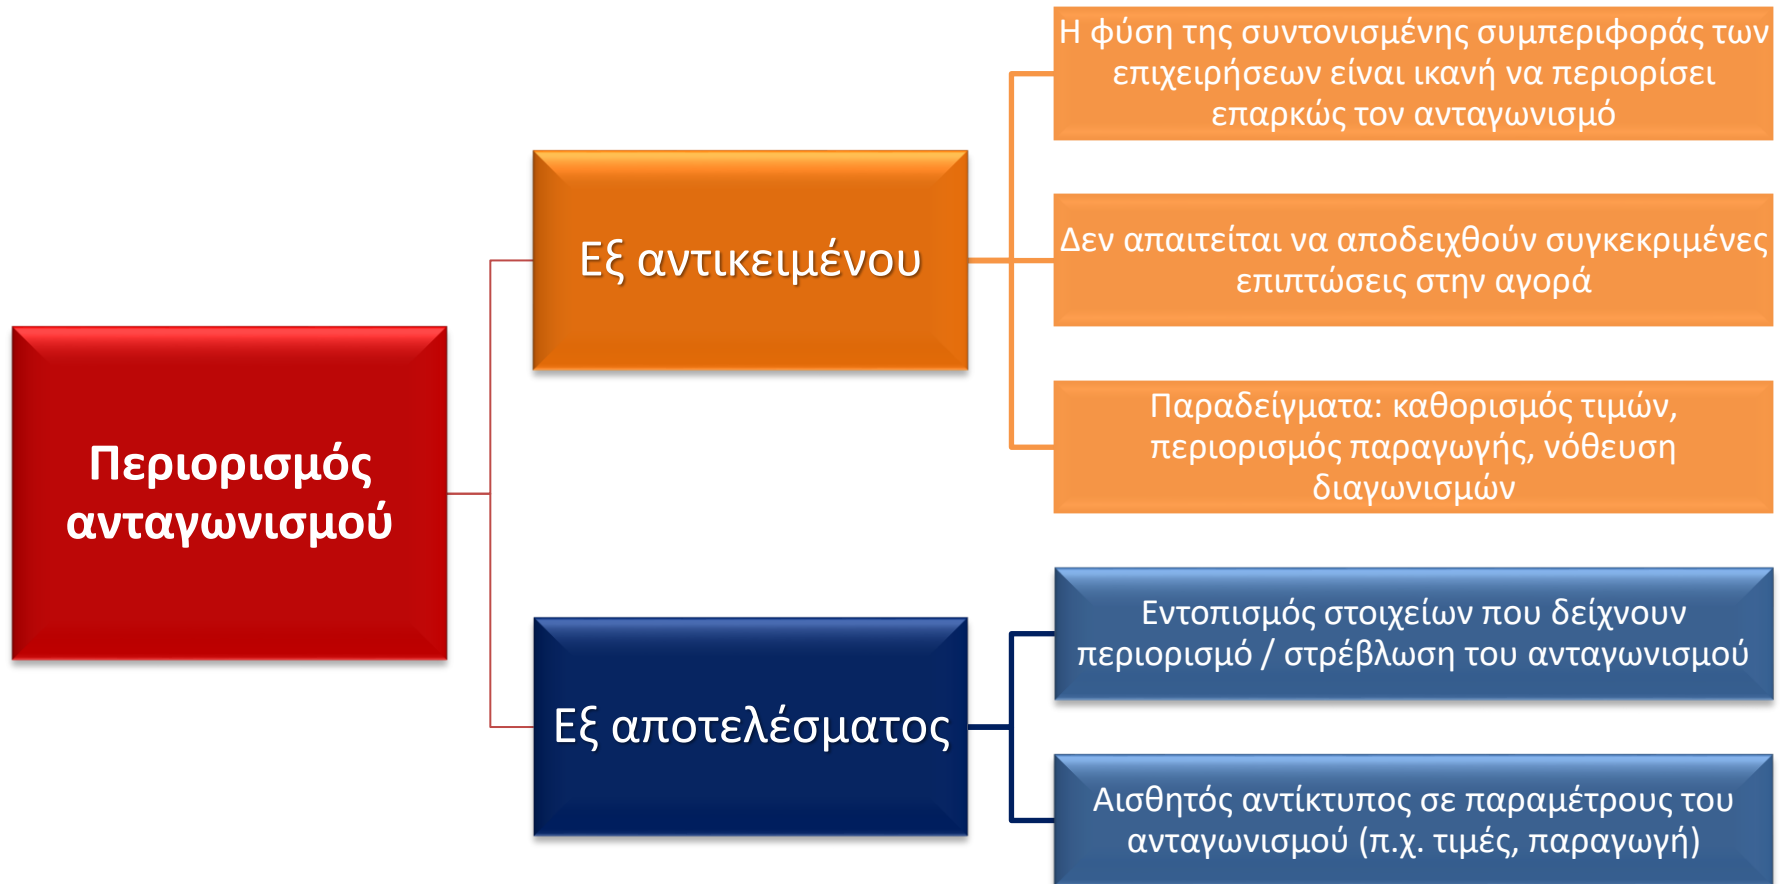 Περιορισμός
ανταγωνισμού
Εξ αντικειμένου
Η φύση της συντονισμένης συμπεριφοράς των
επιχειρήσεων είναι ικανή να περιορίσει
επαρκώς τον ανταγωνισμό
Δεν απαιτείται να αποδειχθούν συγκεκριμένες
επιπτώσεις στην αγορά
Παραδείγματα: καθορισμός τιμών,
περιορισμός παραγωγής, νόθευση
διαγωνισμών
Εξ αποτελέσματος
Εντοπισμός στοιχείων που δείχνουν
περιορισμό / στρέβλωση του ανταγωνισμού
Αισθητός αντίκτυπος σε παραμέτρους του
ανταγωνισμού (π.χ. τιμές, παραγωγή)